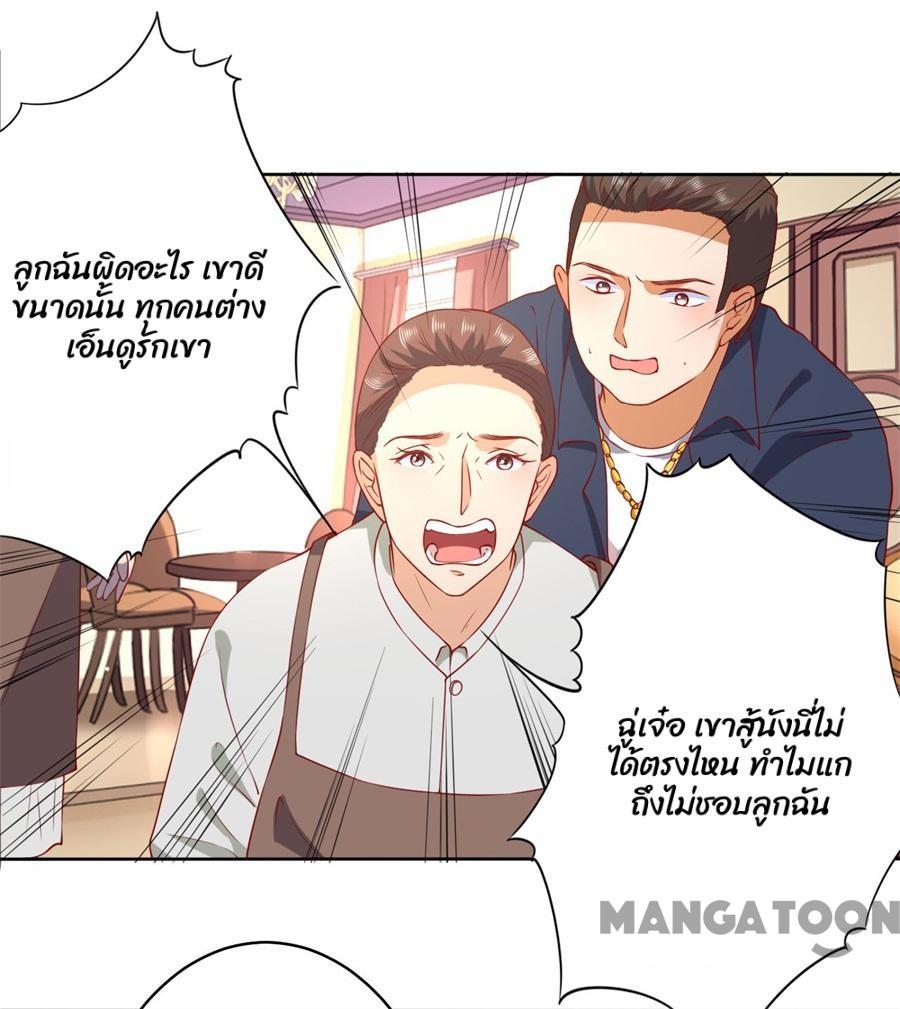 ลูกฉันผิดอะไร เขาดี
ขนาดนั้น ทุกคนต่าง
เอ็นดูรักเขา
ฉู่เจ๋อ เขาสู้นังนี่ไม่
ได้ตรงไหน ทำไมแก
ถึงไม่ชอบลูกฉัน
MANGATOON